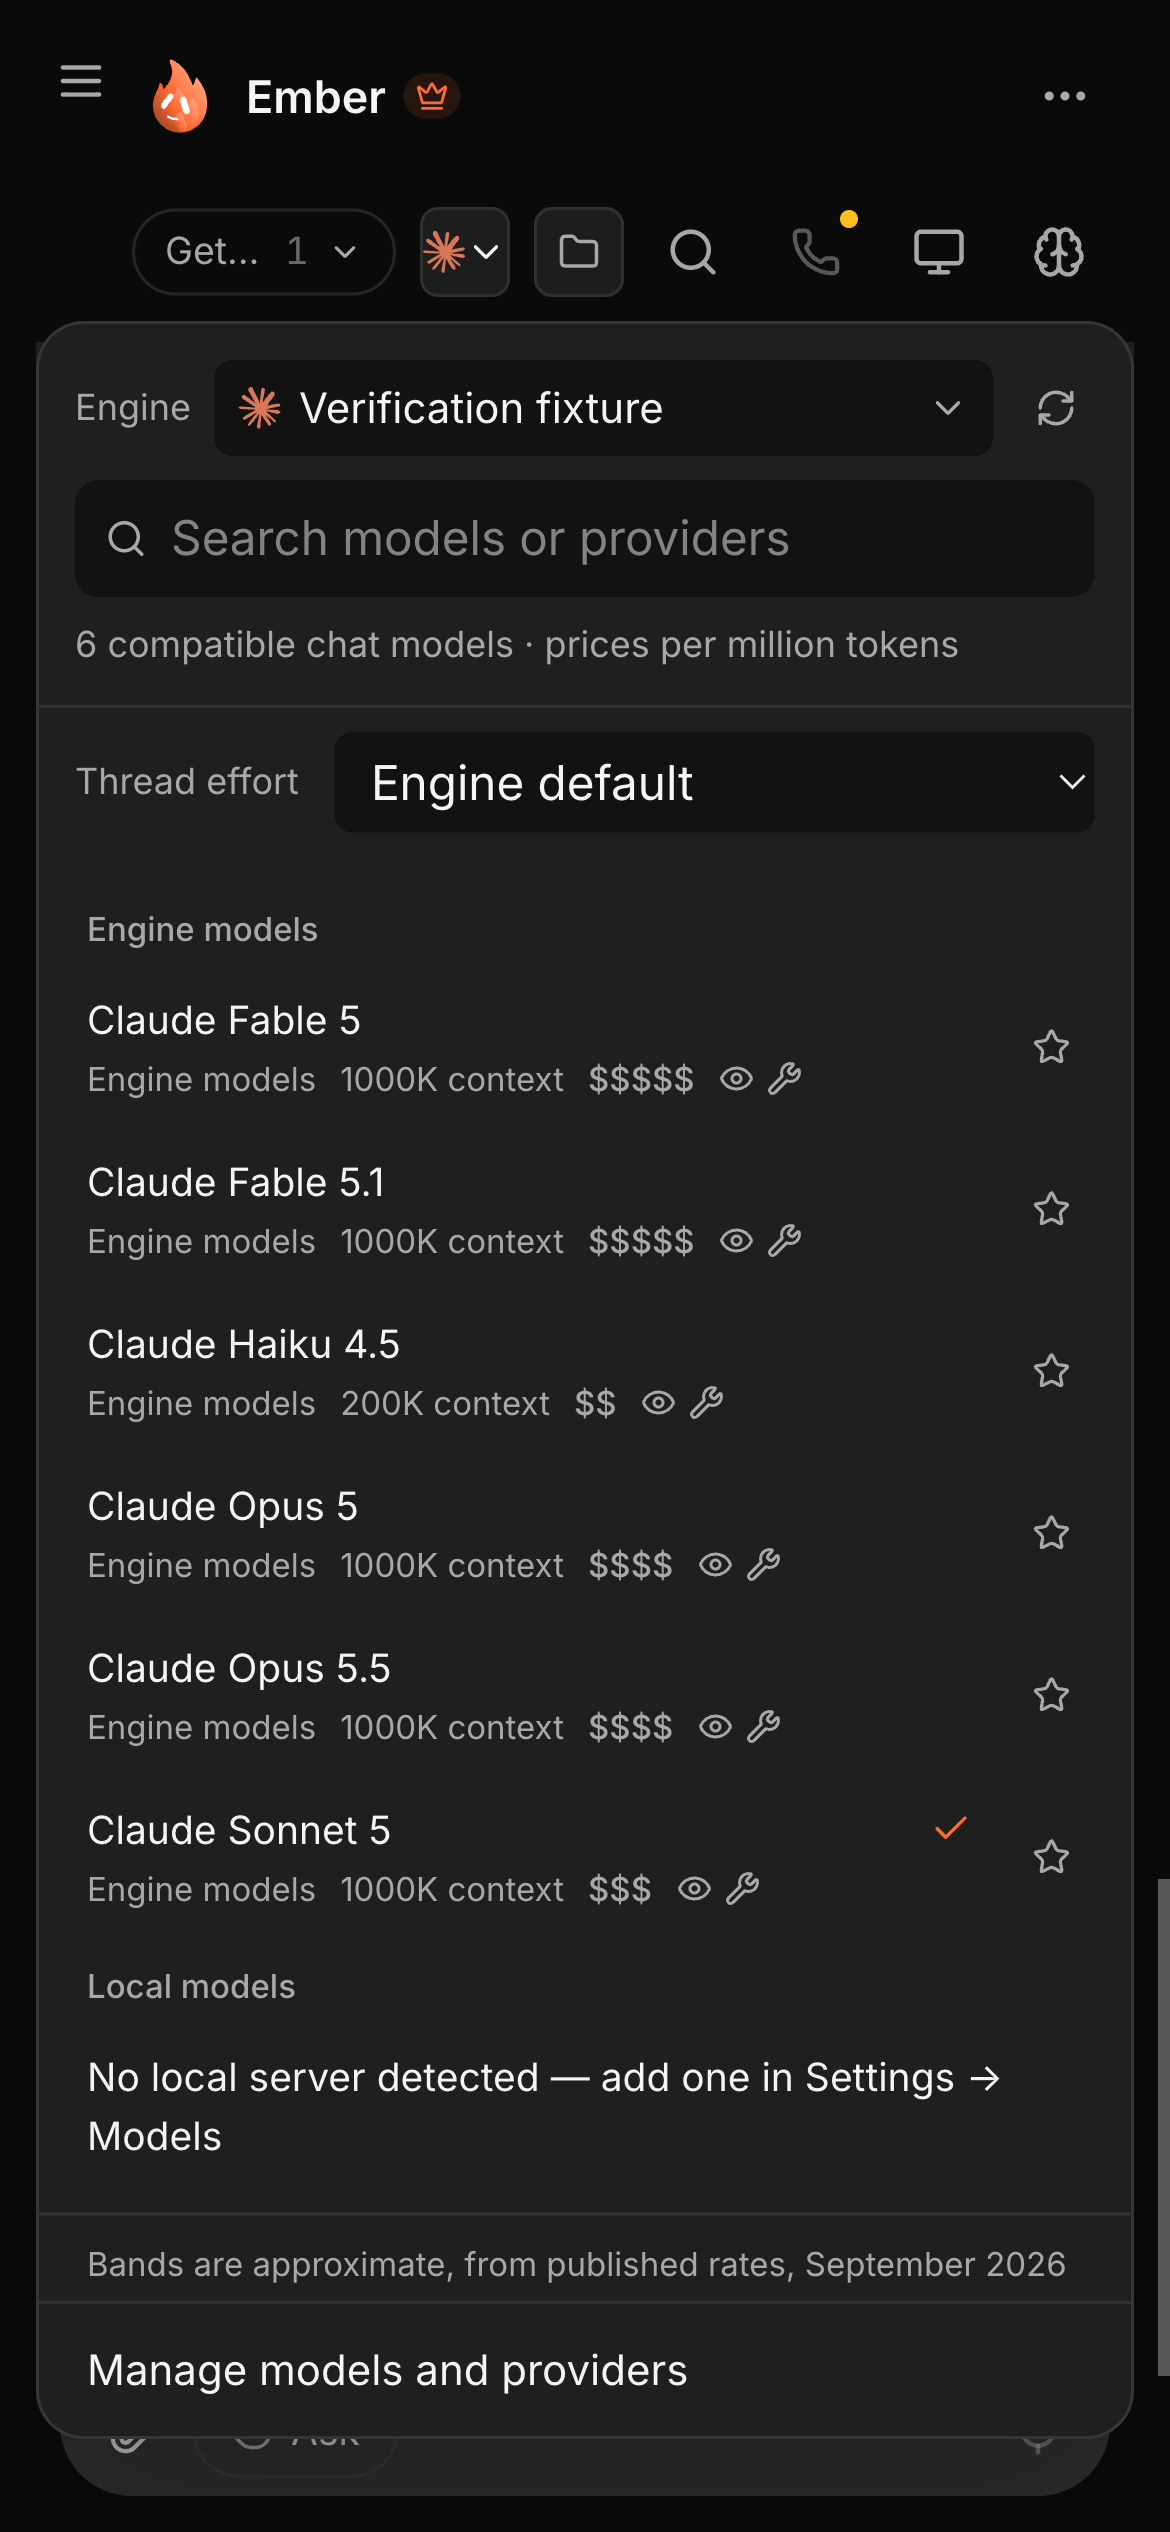 Ember
Get... 1
Engine Verification fixture
Search models or providers
6 compatible chat models · prices per million tokens
Thread effort Engine default
Engine models
Claude Fable 5
Engine models 1000K context $$$$$
Claude Fable 5.1
Engine models 1000K context $$$$$
Claude Haiku 4.5
Engine models 200K context $$
Claude Opus 5
Engine models 1000K context $$$$
Claude Opus 5.5
Engine models 1000K context $$$$
Claude Sonnet 5
Engine models 1000K context $$$
Local models
No local server detected — add one in Settings →
Models
Bands are approximate, from published rates, September 2026
Manage models and providers